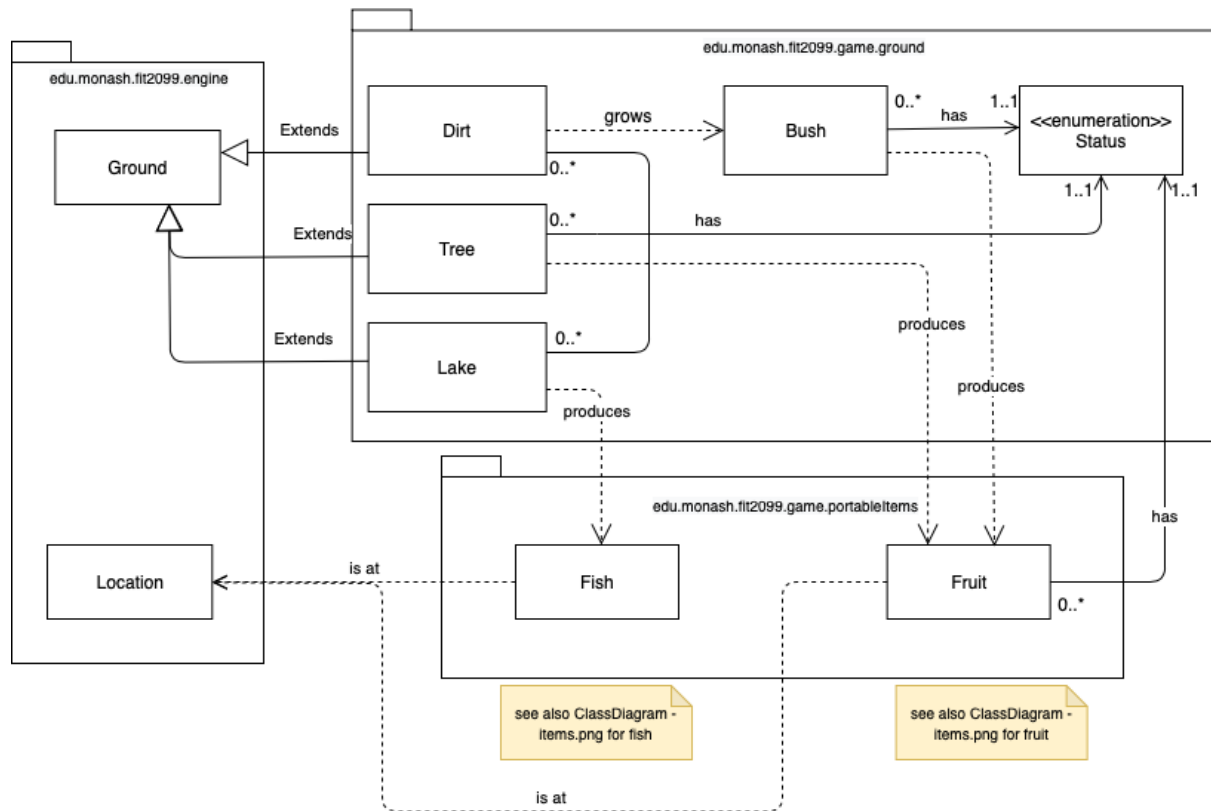 edu.monash.fit2099.game.ground
edu.monash.fit2099.engine
Extends
Dirt
grows
Bush
0..*
has
1..1
<<enumeration>>
Status
Ground
0..*
1..1
1..1
Extends
Tree
0..*
has
Extends
Lake
0..*
produces
produces
produces
edu.monash.fit2099.game.portableItems
has
Location
is at
Fish
Fruit
0..*
see also ClassDiagram -
items.png for fish
see also ClassDiagram -
items.png for fruit
is at